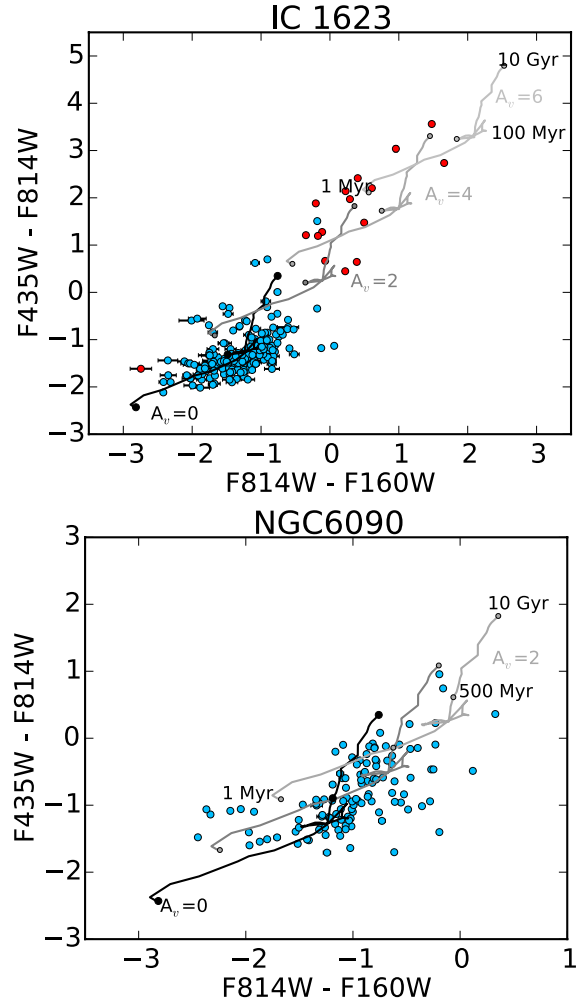 IC 1623
5
4
3
2
1
0
−1
−2
−3
10 Gyr
A_v=6
100 Myr
1 Myr
A_v=4
A_v=2
A_v=0
−3 −2 −1 0 1 2 3
F435W - F814W
F814W - F160W
NGC6090
3
2
1
0
−1
−2
−3
10 Gyr
A_v=2
500 Myr
1 Myr
A_v=0
−3 −2 −1 0 1
F435W - F814W
F814W - F160W